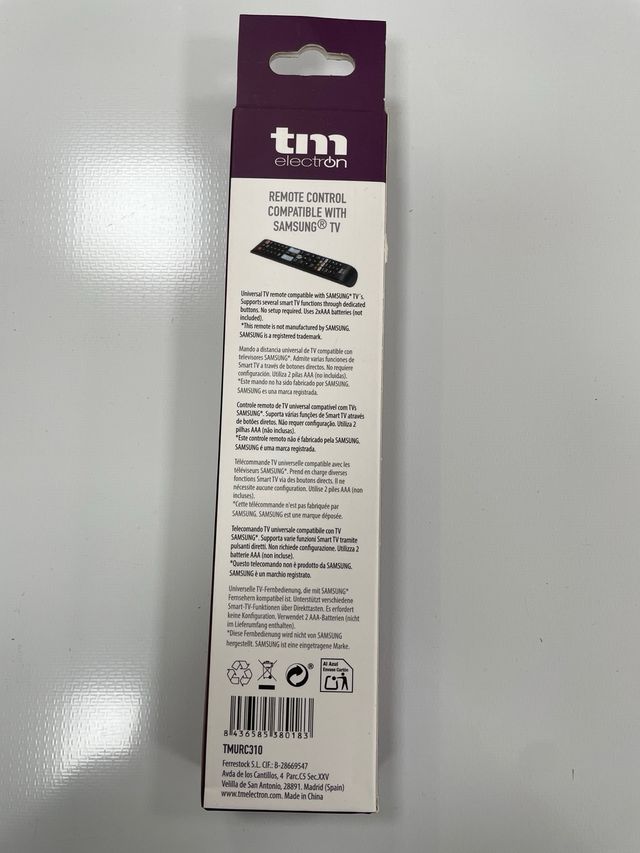 tm
electron
REMOTE CONTROL
COMPATIBLE WITH
SAMSUNG® TV
Universal TV remote compatible with SAMSUNG* TV´s.
Supports several smart TV functions through dedicated
buttons. No setup required. Uses 2xAAA batteries (not
included).
*This remote is not manufactured by SAMSUNG.
SAMSUNG is a registered trademark.
Mando a distancia universal de TV compatible con
televisores SAMSUNG*. Admite varias funciones de
Smart TV a través de botones directos. No requiere
configuración. Utiliza 2 pilas AAA (no incluidas).
*Este mando no ha sido fabricado por SAMSUNG.
SAMSUNG es una marca registrada.
Controle remoto de TV universal compatível com TVs
SAMSUNG*. Suporta várias funções de Smart TV através
de botões diretos. Não requer configuração. Utiliza 2
pilhas AAA (não inclusas).
*Este controle remoto não é fabricado pela SAMSUNG.
SAMSUNG é uma marca registrada.
Télécommande TV universelle compatible avec les
téléviseurs SAMSUNG*. Prend en charge diverses
fonctions Smart TV via des boutons directs. Il ne
nécessite aucune configuration. Utilise 2 piles AAA (non
incluses).
*Cette télécommande n'est pas fabriquée par
SAMSUNG. SAMSUNG est une marque déposée.
Telecomando TV universale compatibile con TV
SAMSUNG*. Supporta varie funzioni Smart TV tramite
pulsanti diretti. Non richiede configurazione. Utilizza 2
batterie AAA (non incluse).
*Questo telecomando non è prodotto da SAMSUNG.
SAMSUNG è un marchio registrato.
Universelle TV-Fernbedienung, die mit SAMSUNG*
Fernsehern kompatibel ist. Unterstützt verschiedene
Smart-TV-Funktionen über Direkttasten. Es erfordert
keine Konfiguration. Verwendet 2 AAA-Batterien (nicht
im Lieferumfang enthalten).
*Diese Fernbedienung wird nicht von SAMSUNG
hergestellt. SAMSUNG ist eine eingetragene Marke.
®
Al Azul
Envase Cartón
8 436585 380183
TMURC310
Ferrestock S.L. CIF.: B-28669547
Avda de los Cantillos, 4 Parc.C5 Sec.XXV
Velilla de San Antonio, 28891. Madrid (Spain)
www.tmelectron.com. Made in China